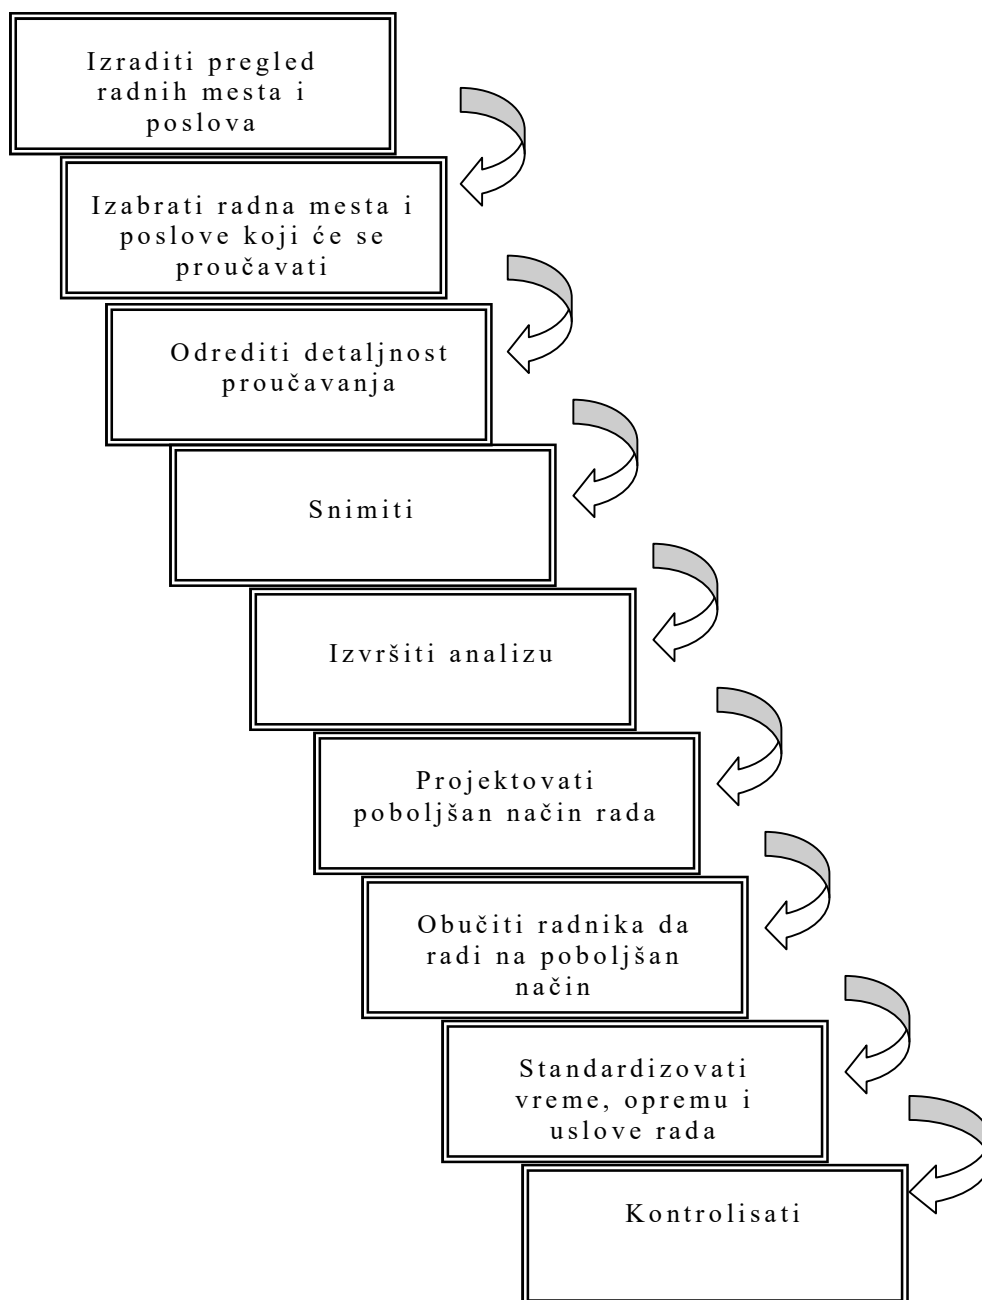 Izraditi pregled
radnih mesta i
poslova
Izabrati radna mesta i
poslove koji će se
proučavati
Odrediti detaljnost
proučavanja
Snimiti
Izvršiti analizu
Projektovati
poboljšan način rada
Obučiti radnika da
radi na poboljšan
način
Standardizovati
vreme, opremu i
uslove rada
Kontrolisati